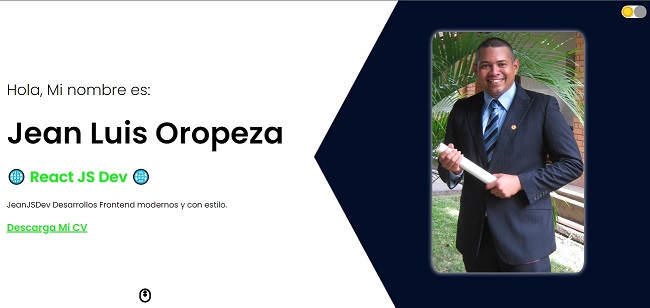 Hola, Mi nombre es:
Jean Luis Oropeza
React JS Dev
JeanJSDev Desarrollos Frontend modernos y con estilo.
Descarga Mi CV